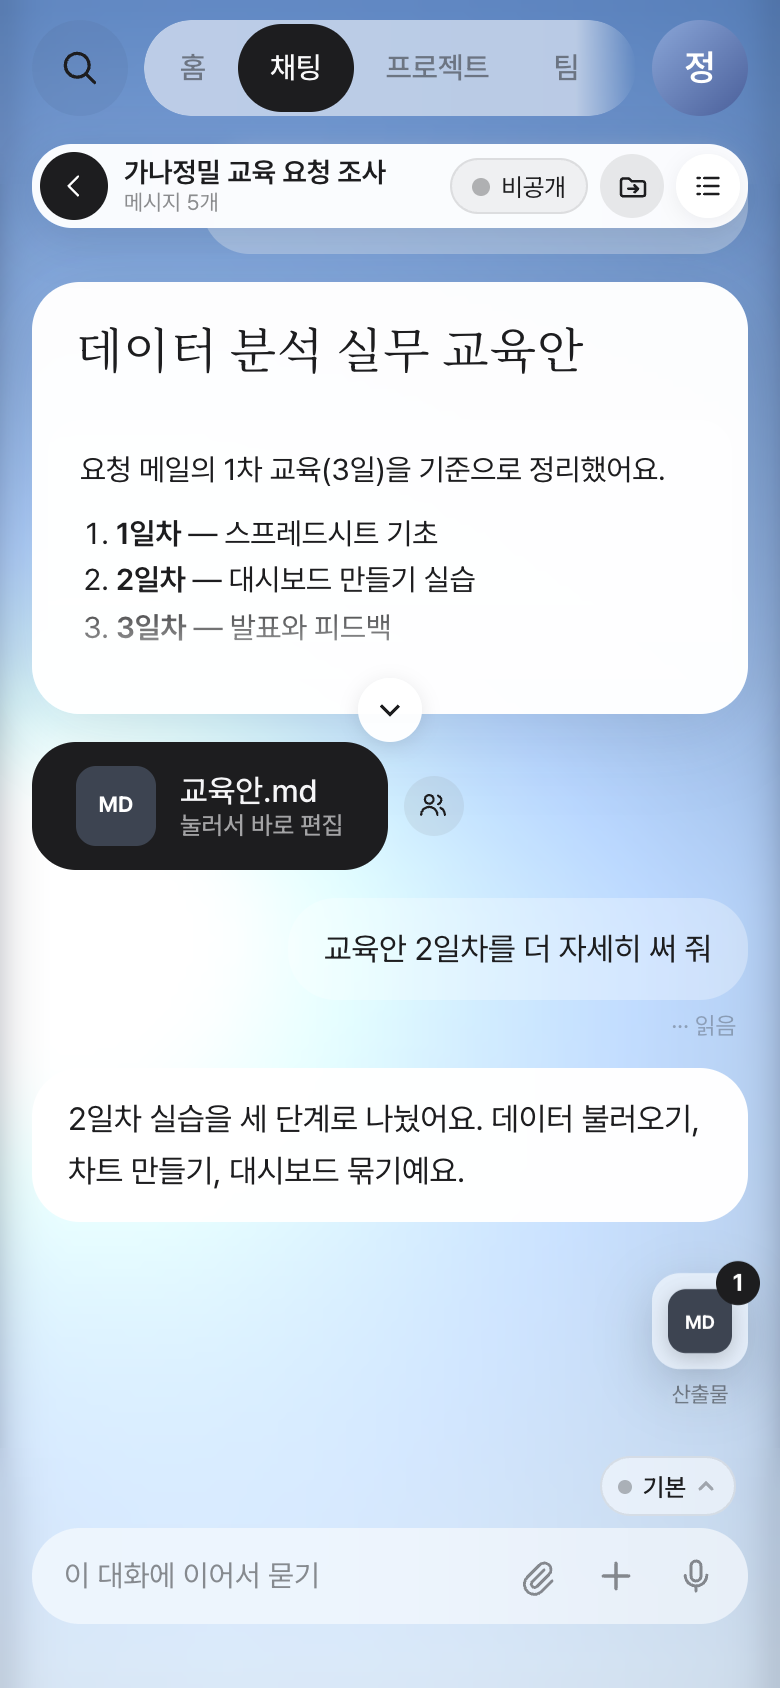 홈 채팅 프로젝트 팀 정
가나정밀 교육 요청 조사
메시지 5개
비공개
데이터 분석 실무 교육안
요청 메일의 1차 교육(3일)을 기준으로 정리했어요.
1. 1일차 — 스프레드시트 기초
2. 2일차 — 대시보드 만들기 실습
3. 3일차 — 발표와 피드백
MD
교육안.md
눌러서 바로 편집
교육안 2일차를 더 자세히 써 줘
··· 읽음
2일차 실습을 세 단계로 나눴어요. 데이터 불러오기,
차트 만들기, 대시보드 묶기예요.
1
MD
산출물
기본
이 대화에 이어서 묻기